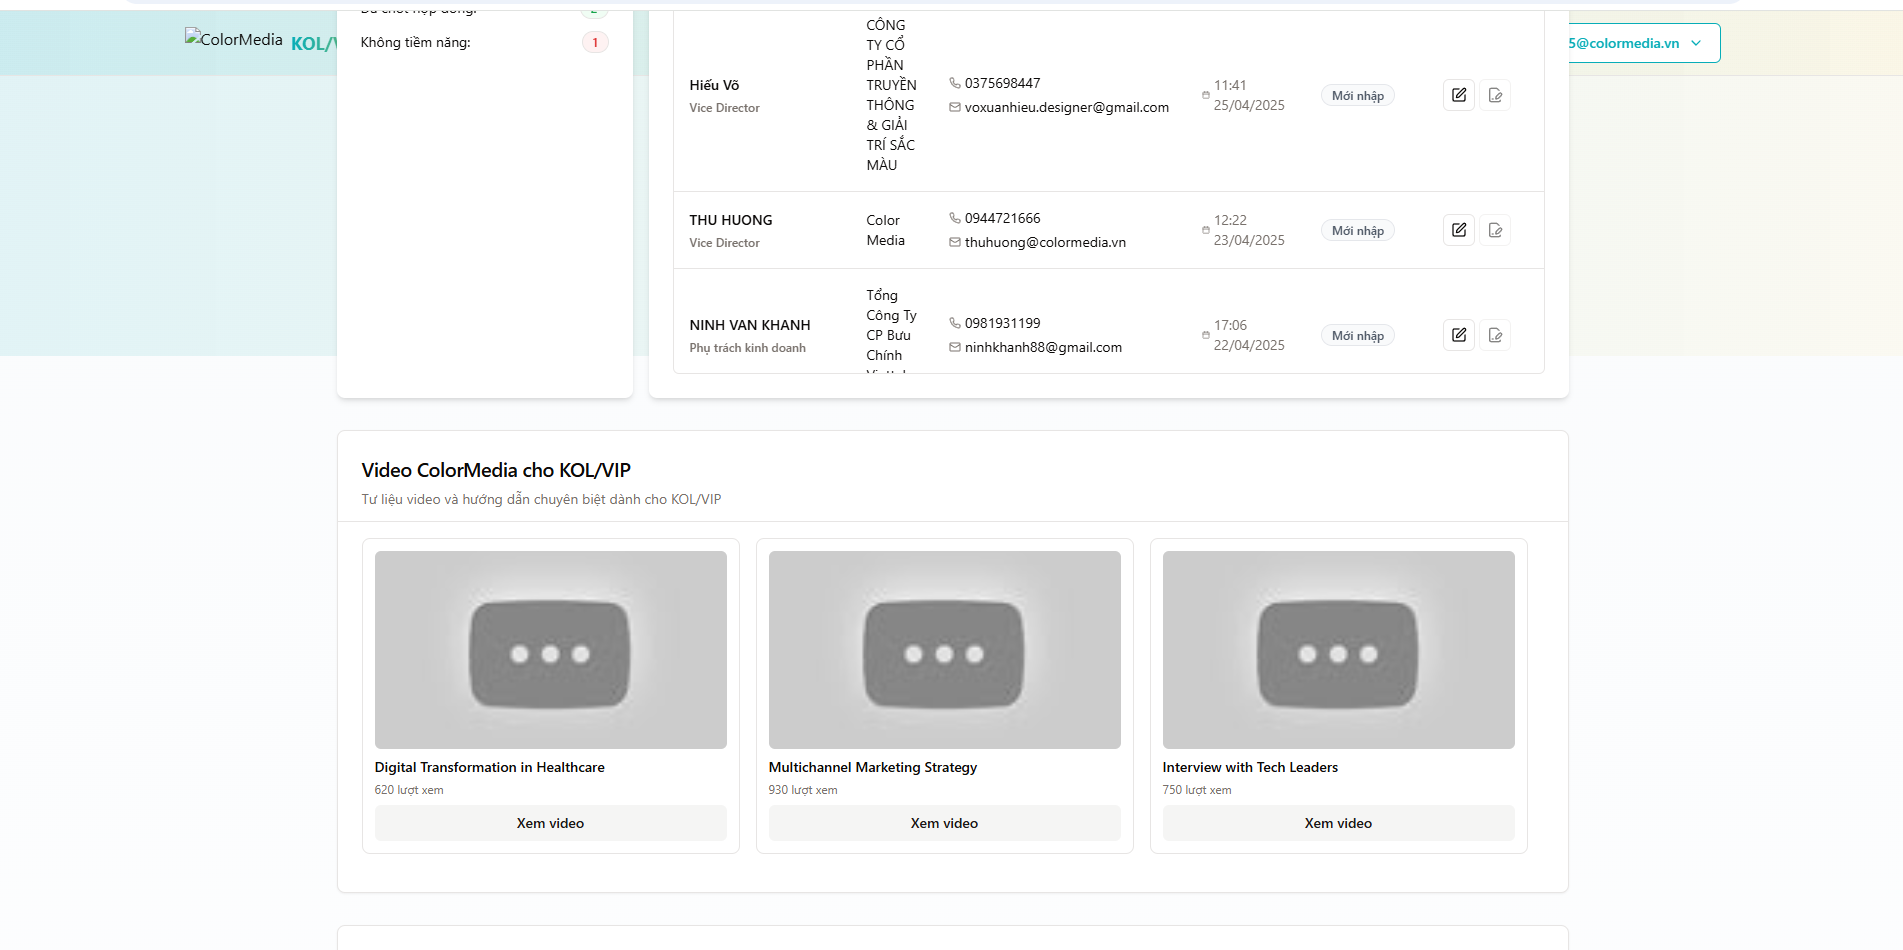 ColorMedia
KOL/V
5@colormedia.vn
Không tiềm năng:
1
Hiếu Võ
Vice Director
CÔNG
TY CỔ
PHẦN
TRUYỀN
THÔNG
& GIẢI
TRÍ SẮC
MÀU
0375698447
voxuanhieu.designer@gmail.com
11:41
25/04/2025
Mới nhập
THU HUONG
Vice Director
Color
Media
0944721666
thuhuong@colormedia.vn
12:22
23/04/2025
Mới nhập
NINH VAN KHANH
Phụ trách kinh doanh
Tổng
Công Ty
CP Bưu
Chính
0981931199
ninhkhanh88@gmail.com
17:06
22/04/2025
Mới nhập
Video ColorMedia cho KOL/VIP
Tư liệu video và hướng dẫn chuyên biệt dành cho KOL/VIP
Digital Transformation in Healthcare
620 lượt xem
Xem video
Multichannel Marketing Strategy
930 lượt xem
Xem video
Interview with Tech Leaders
750 lượt xem
Xem video